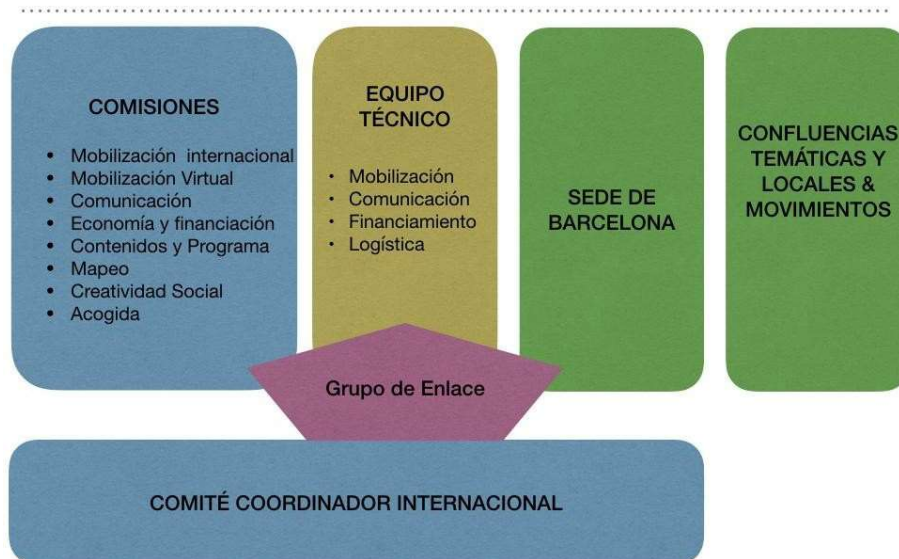 COMISIONES
• Mobilización internacional
• Mobilización Virtual
• Comunicación
• Economía y financiación
• Contenidos y Programa
• Mapeo
• Creatividad Social
• Acogida
EQUIPO
TÉCNICO
• Mobilización
• Comunicación
• Financiamiento
• Logística
SEDE DE
BARCELONA
CONFLUENCIAS
TEMÁTICAS Y
LOCALES &
MOVIMIENTOS
Grupo de Enlace
COMITÉ COORDINADOR INTERNACIONAL